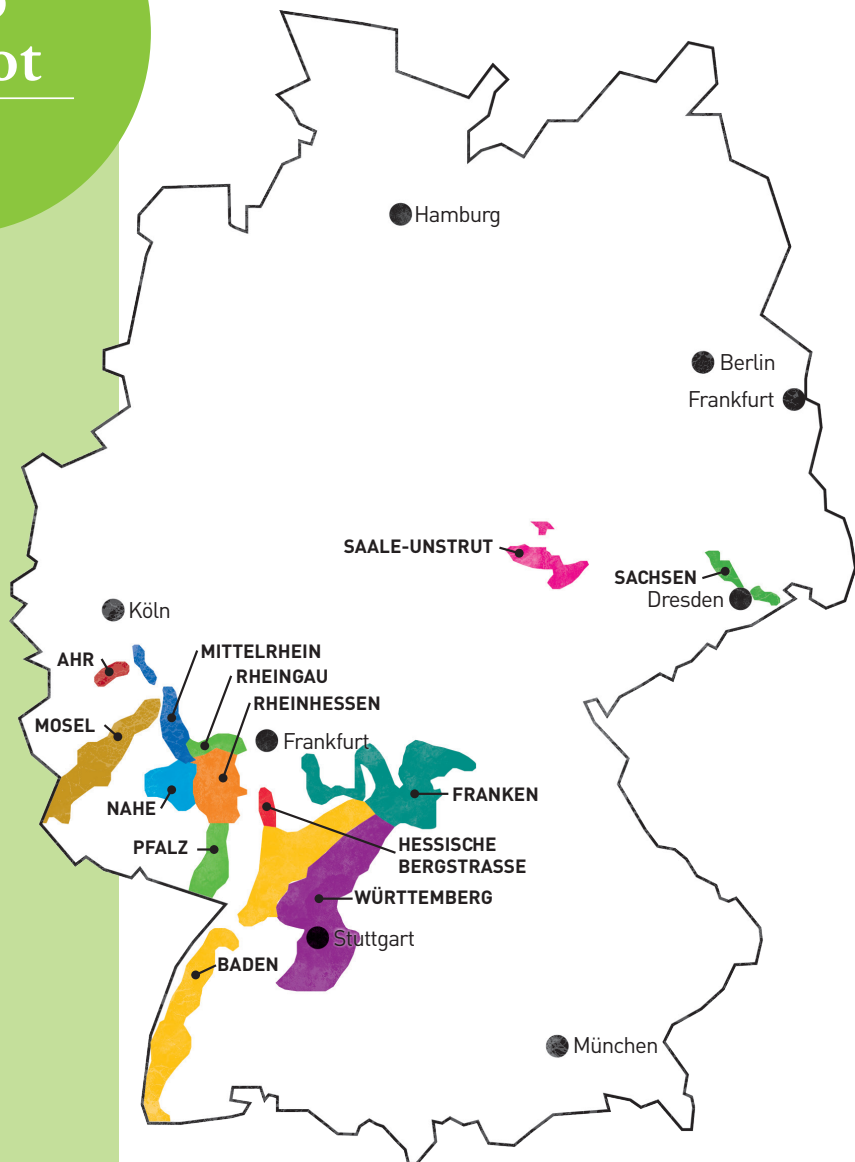 Hamburg
Berlin
Frankfurt
SAALE-UNSTRUT
SACHSEN
Dresden
Köln
MITTELRHEIN
AHR
RHEINGAU
RHEINHESSEN
MOSEL
Frankfurt
FRANKEN
NAHE
PFALZ
HESSISCHE
BERGSTRASSE
WÜRTTEMBERG
Stuttgart
BADEN
München